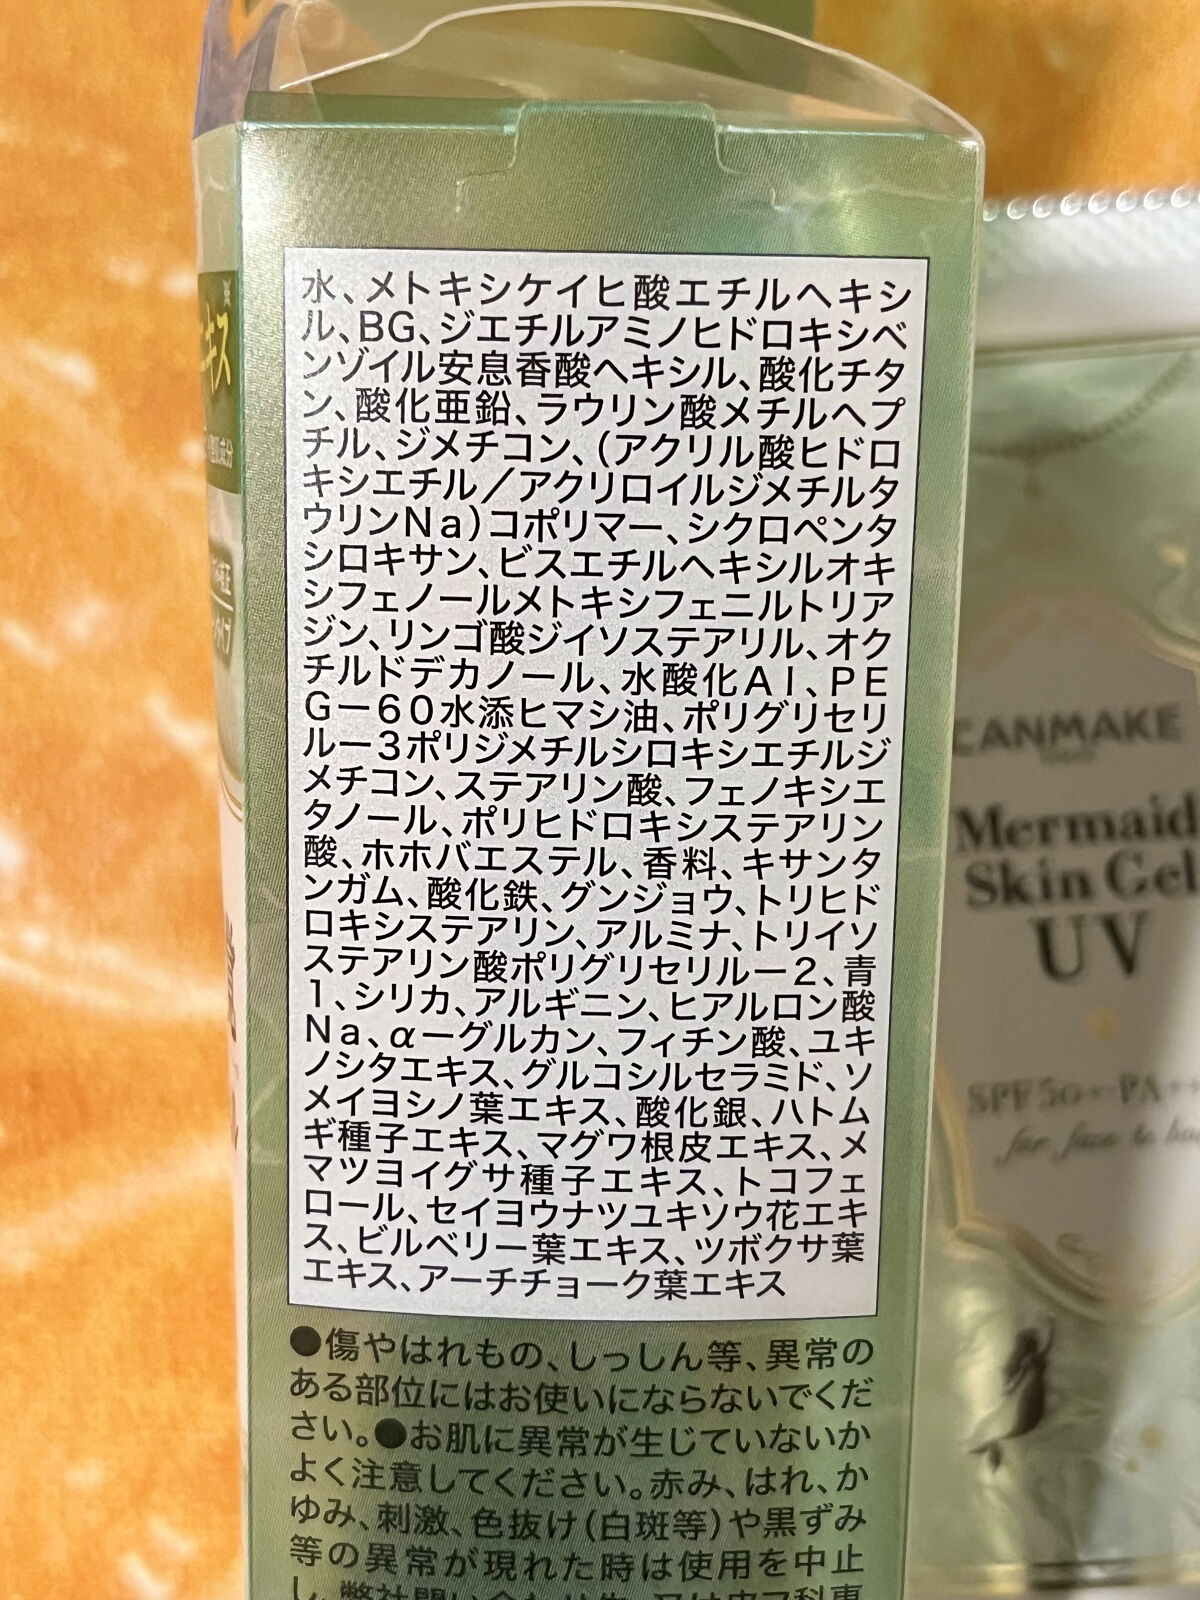 水、メトキシケイヒ酸エチルヘキシ
ル、BG、ジエチルアミノヒドロキシベ
ンゾイル安息香酸ヘキシル、酸化チタ
ン、酸化亜鉛、ラウリン酸メチルヘプ
チル、ジメチコン、(アクリル酸ヒドロ
キシエチル/アクリロイルジメチルタ
ウリンNa)コポリマー、シクロペンタ
シロキサン、ビスエチルヘキシルオキ
シフェノールメトキシフェニルトリア
ジン、リンゴ酸ジイソステアリル、オク
チルドデカノール、水酸化Al、PE
G-60水添ヒマシ油、ポリグリセリ
ル-3ポリジメチルシロキシエチルジ
メチコン、ステアリン酸、フェノキシエ
タノール、ポリヒドロキシステアリン
酸、ホホバエステル、香料、キサンタ
ンガム、酸化鉄、グンジョウ、トリヒド
ロキシステアリン、アルミナ、トリイソ
ステアリン酸ポリグリセリル-2、青
1、シリカ、アルギニン、ヒアルロン酸
Na、α-グルカン、フィチン酸、ユキ
ノシタエキス、グルコシルセラミド、ソ
メイヨシノ葉エキス、酸化銀、ハトム
ギ種子エキス、マグワ根皮エキス、メ
マツヨイグサ種子エキス、トコフェ
ロール、セイヨウナツユキソウ花エキ
ス、ビルベリー葉エキス、ツボクサ葉
エキス、アーチチョーク葉エキス
●傷やはれもの、しっしん等、異常の
ある部位にはお使いにならないでくだ
さい。●お肌に異常が生じていないか
よく注意してください。赤み、はれ、か
ゆみ、刺激、色抜け(白斑等)や黒ずみ
等の異常が現れた時は使用を中止
キス
成分
CANMAKE
Mermaid
Skin Gel
UV
SPF50+・PA+
for face &